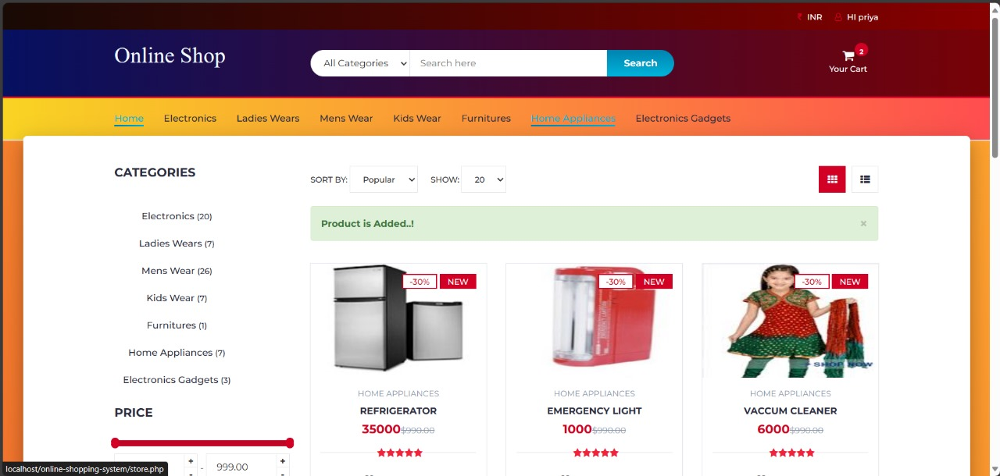 INR HI priya
Online Shop
All Categories Search here Search
2
Your Cart
Home Electronics Ladies Wears Mens Wear Kids Wear Furnitures Home Appliances Electronics Gadgets
CATEGORIES
Electronics (20)
Ladies Wears (7)
Mens Wear (26)
Kids Wear (7)
Furnitures (1)
Home Appliances (7)
Electronics Gadgets (3)
PRICE
+ - 999.00 +
- -
SORT BY: Popular SHOW: 20
Product is Added..! ×
-30% NEW
HOME APPLIANCES
REFRIGERATOR
35000$990.00
-30% NEW
HOME APPLIANCES
EMERGENCY LIGHT
1000$990.00
-30% NEW
SHOP NOW
HOME APPLIANCES
VACCUM CLEANER
6000$990.00
localhost/online-shopping-system/store.php